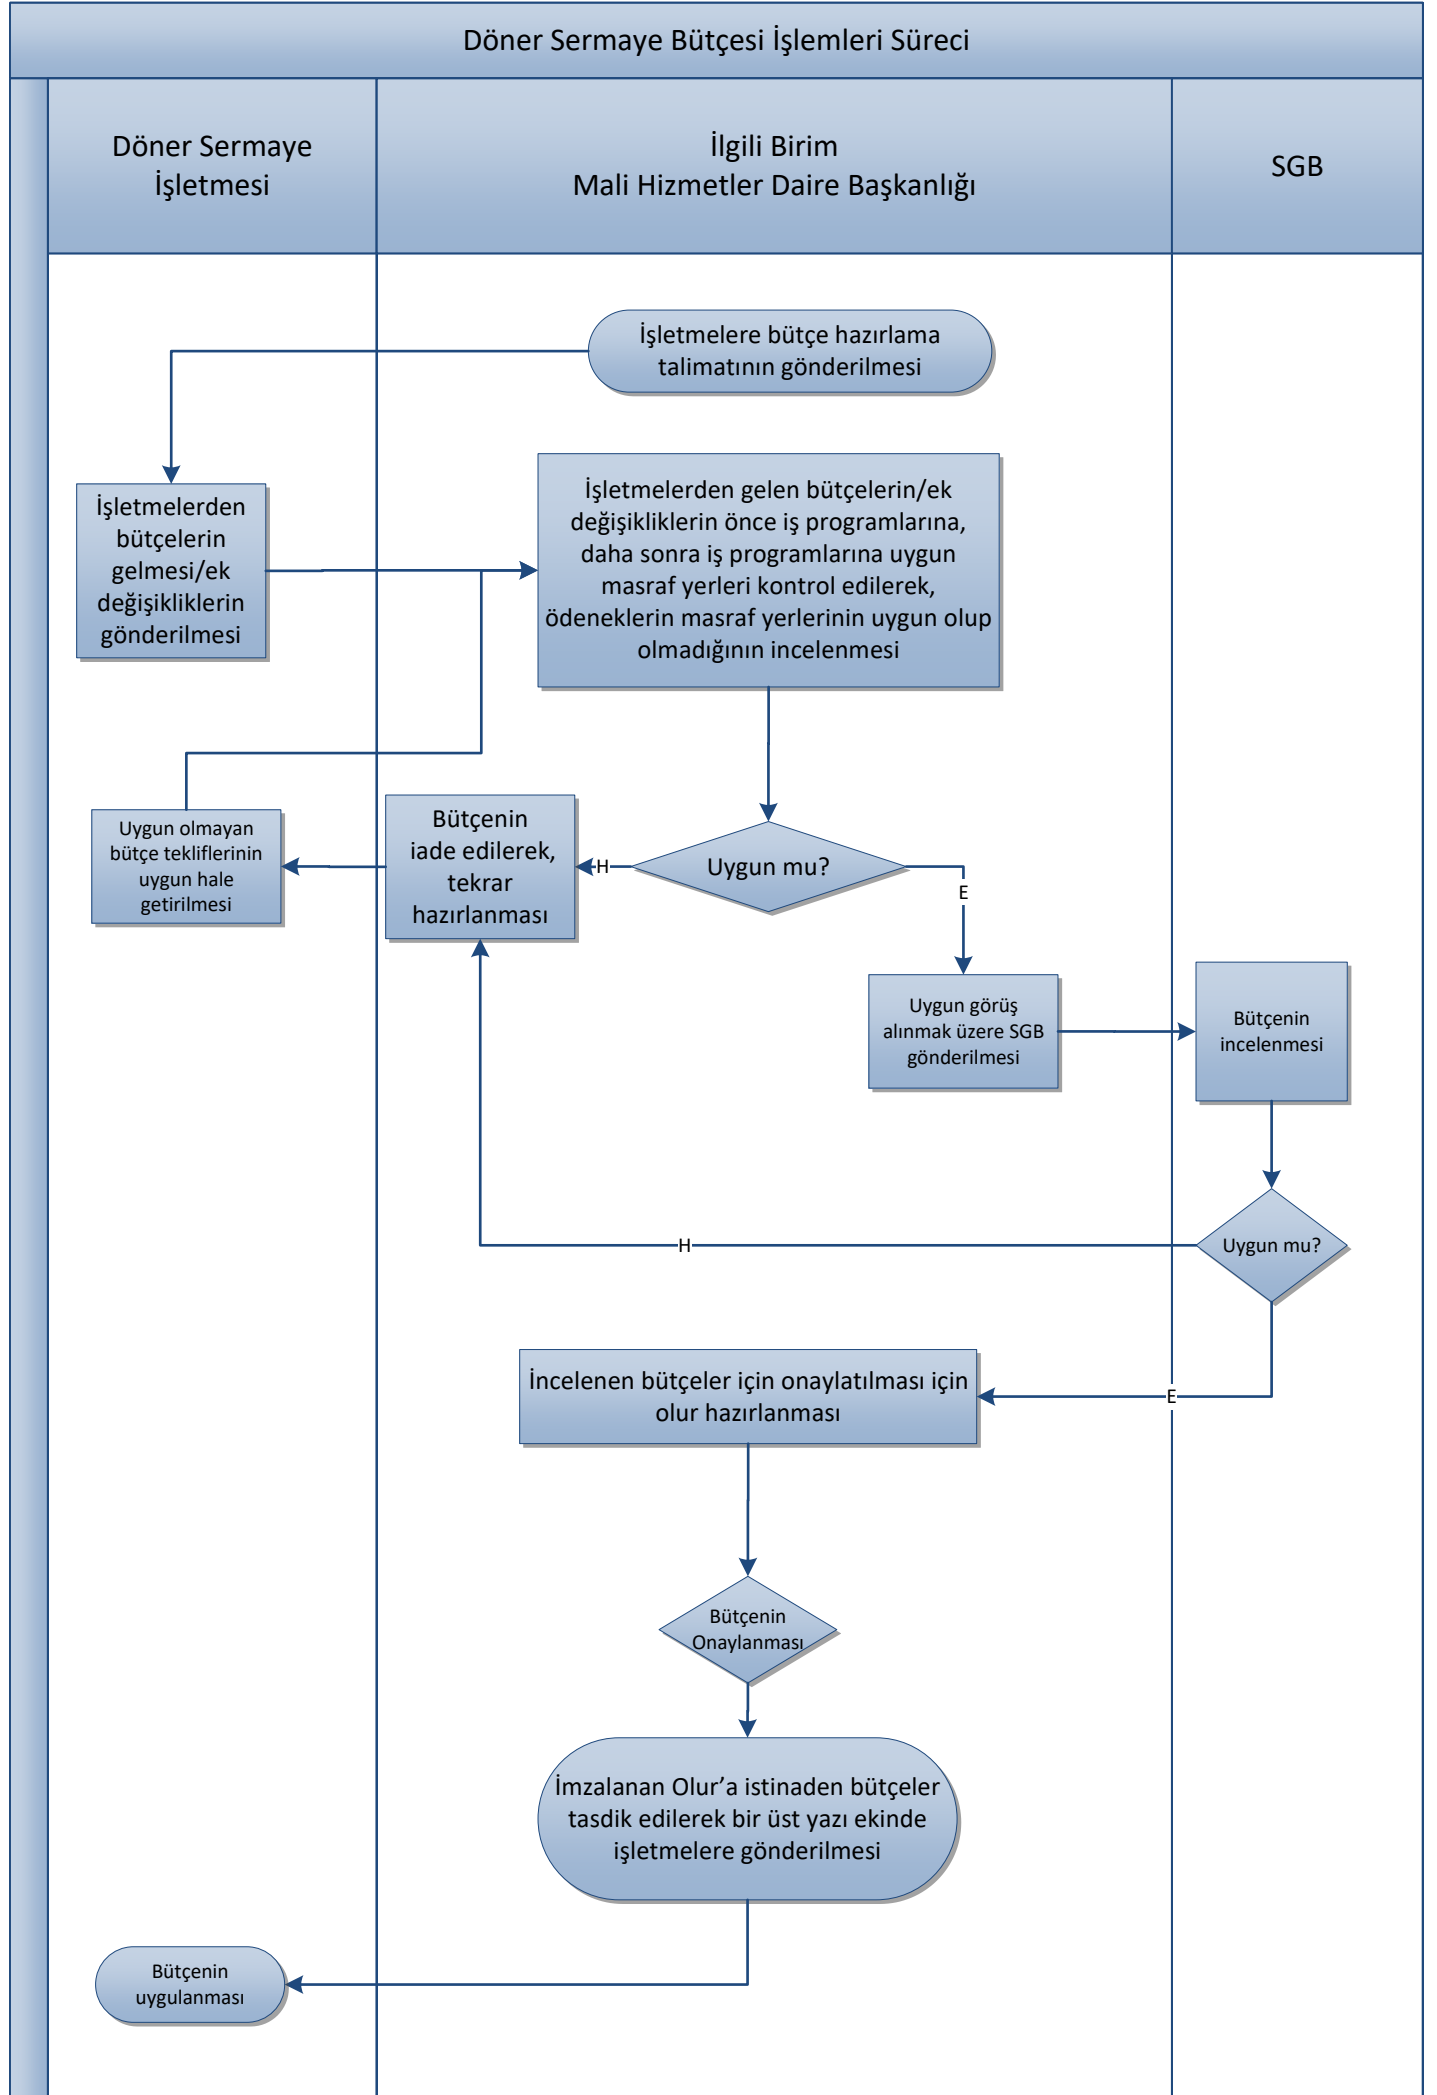 Döner Sermaye Bütçesi İşlemleri Süreci
Döner Sermaye
İşletmesi
İlgili Birim
Mali Hizmetler Daire Başkanlığı
SGB
İşletmelere bütçe hazırlama
talimatının gönderilmesi
İşletmelerden
bütçelerin
gelmesi/ek
değişikliklerin
gönderilmesi
İşletmelerden gelen bütçelerin/ek
değişikliklerin önce iş programlarına,
daha sonra iş programlarına uygun
masraf yerleri kontrol edilerek,
ödeneklerin masraf yerlerinin uygun olup
olmadığının incelenmesi
Uygun olmayan
bütçe tekliflerinin
uygun hale
getirilmesi
Bütçenin
iade edilerek,
tekrar
hazırlanması
H
Uygun mu?
E
Uygun görüş
alınmak üzere SGB
gönderilmesi
Bütçenin
incelenmesi
H
Uygun mu?
E
İncelenen bütçeler için onaylatılması için
olur hazırlanması
Bütçenin
Onaylanması
İmzalanan Olur’a istinaden bütçeler
tasdik edilerek bir üst yazı ekinde
işletmelere gönderilmesi
Bütçenin
uygulanması